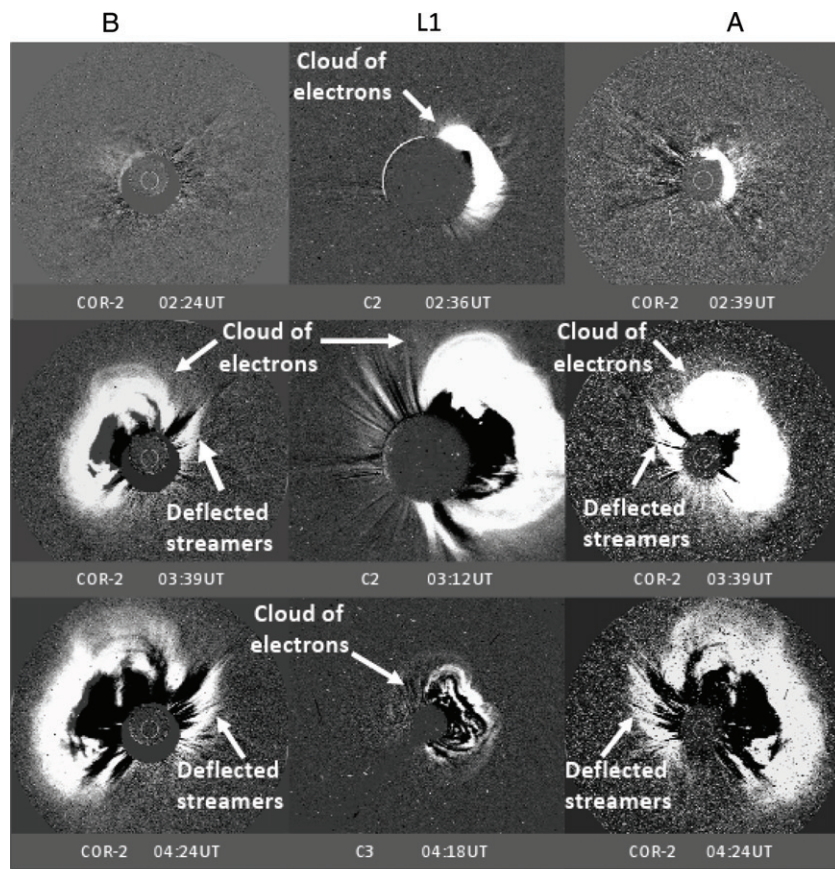 B L1 A
Cloud of
electrons
COR-2 02:24UT C2 02:36UT COR-2 02:39UT
Cloud of
electrons
Cloud of
electrons
Deflected
streamers
Deflected
streamers
COR-2 03:39UT C2 03:12UT COR-2 03:39UT
Cloud of
electrons
Deflected
streamers
Deflected
streamers
COR-2 04:24UT C3 04:18UT COR-2 04:24UT